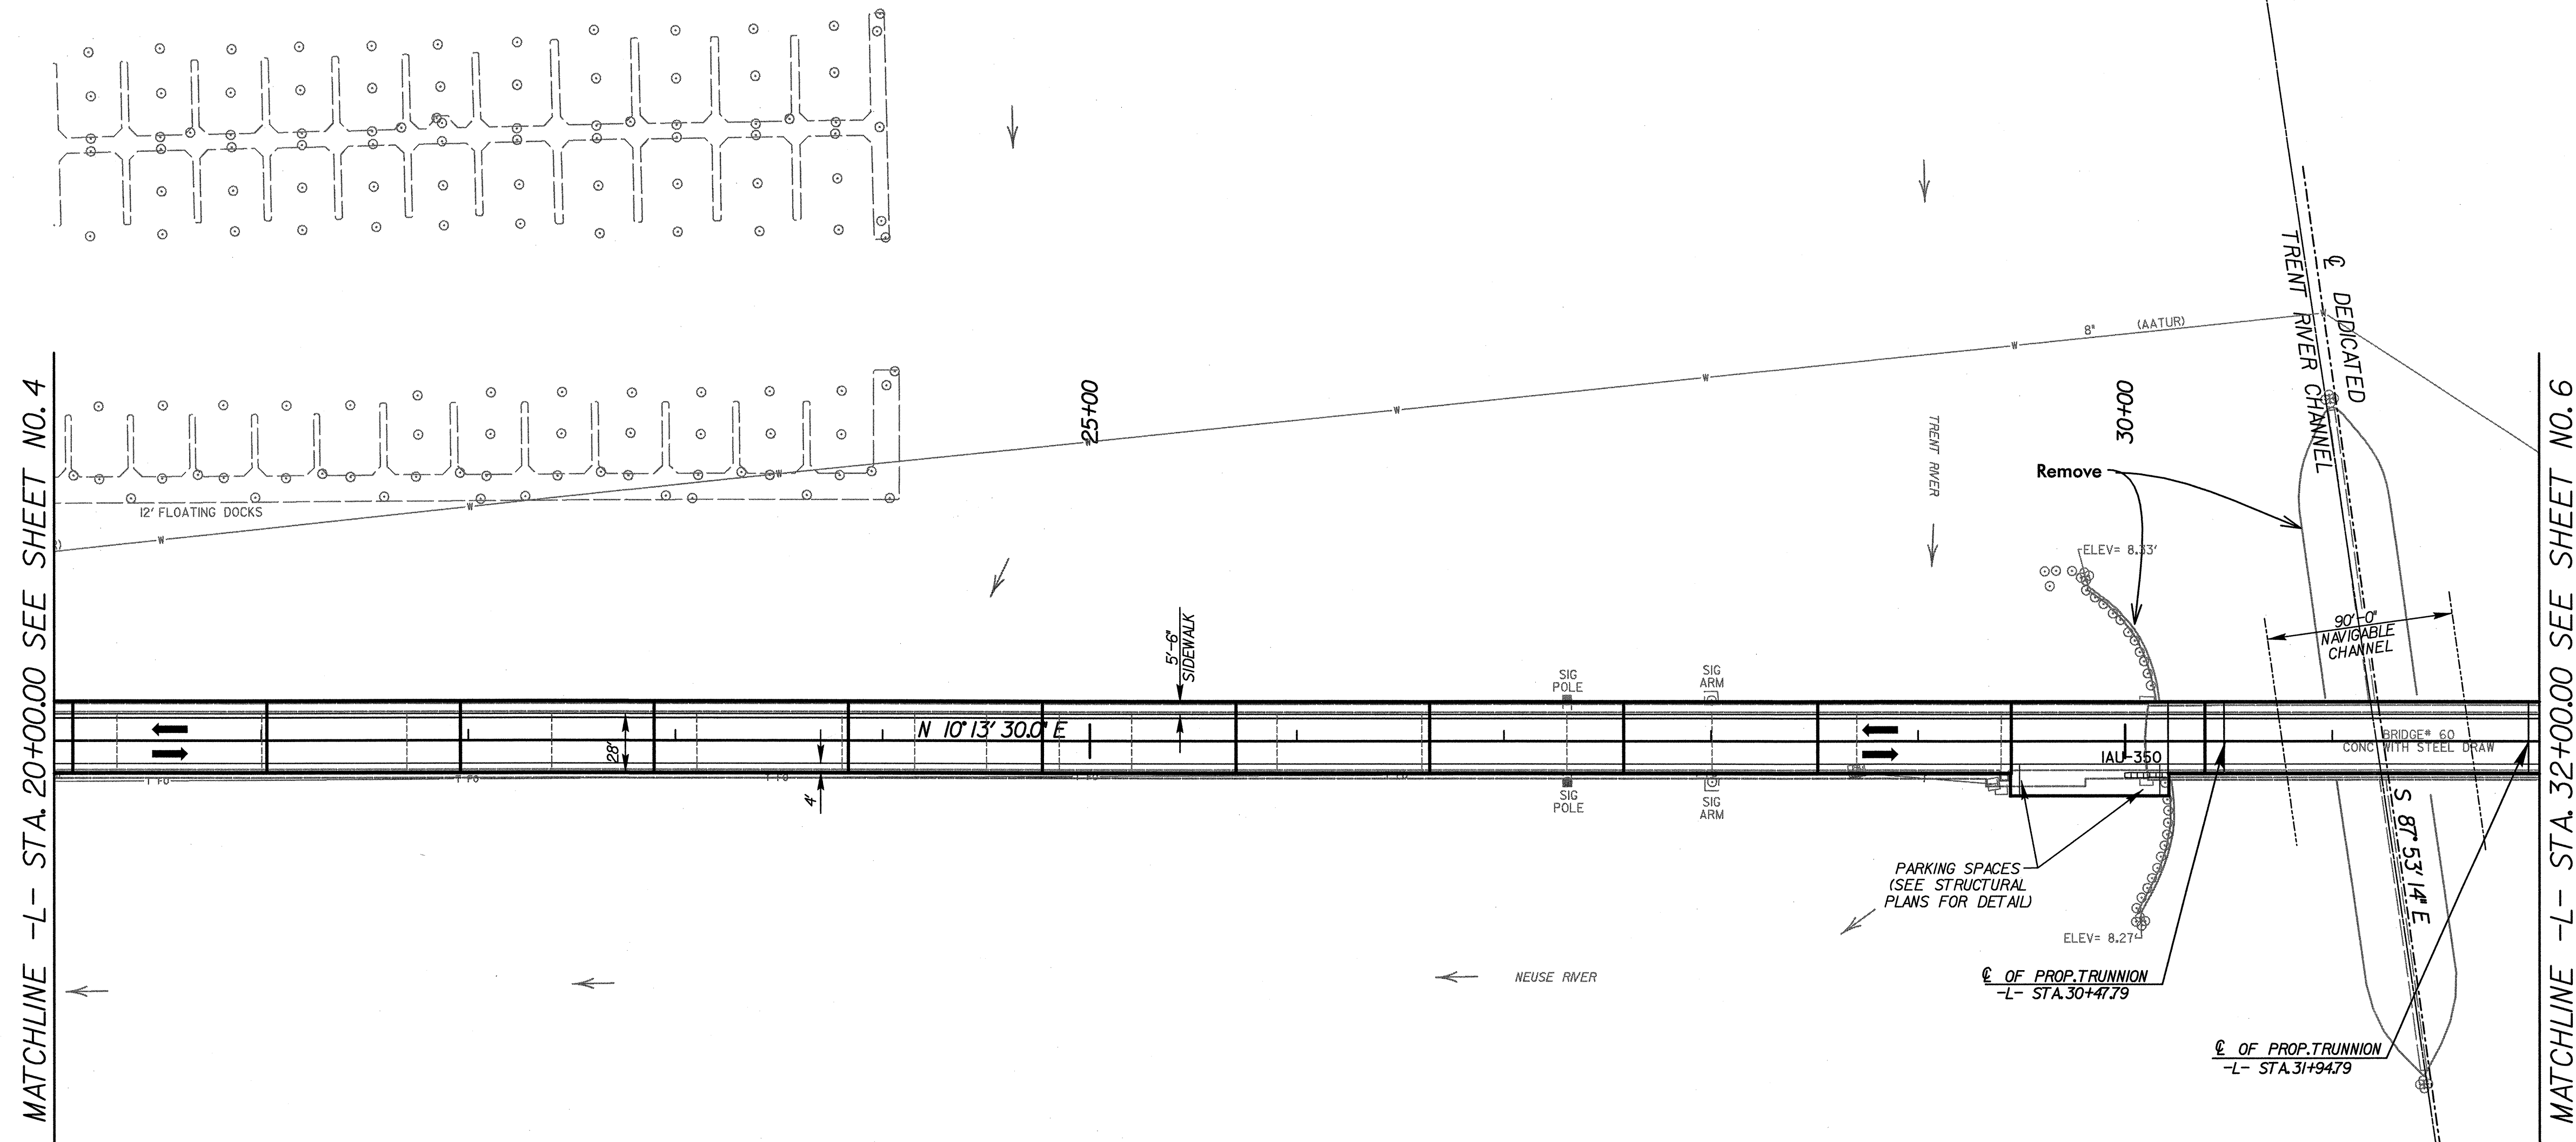 MATCHLINE -L- STA. 20+00.00 SEE SHEET NO. 4
12' FLOATING DOCKS
W
W
W
W
W
W
W
W
8" (AATUR)
25+00
30+00
TRENT RIVER
Remove
℄ DEDICATED
TRENT RIVER CHANNEL
ELEV= 8.33'
90'-0"
NAVIGABLE
CHANNEL
5'-6"
SIDEWALK
SIG
POLE
SIG
ARM
N 10° 13' 30.0" E
28'
4'
T FO
T FO
T FO
T FO
IAU-350
BRIDGE# 60
CONC WITH STEEL DRAW
SIG
POLE
SIG
ARM
S 87° 53' 14" E
PARKING SPACES
(SEE STRUCTURAL
PLANS FOR DETAIL)
ELEV= 8.27'
NEUSE RIVER
℄ OF PROP. TRUNNION
-L- STA. 30+47.79
℄ OF PROP. TRUNNION
-L- STA. 31+94.79
MATCHLINE -L- STA. 32+00.00 SEE SHEET NO. 6